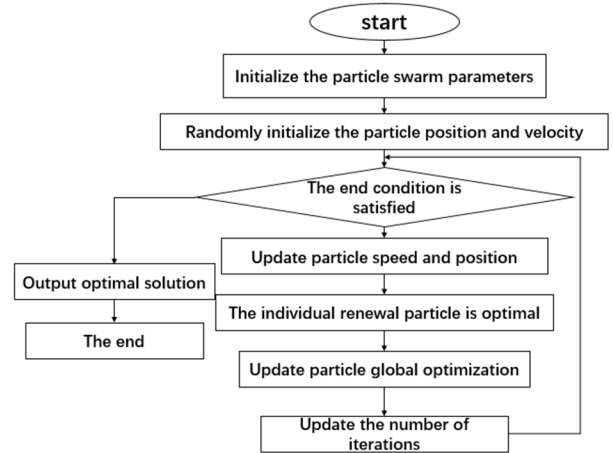 start
Initialize the particle swarm parameters
Randomly initialize the particle position and velocity
The end condition is
satisfied
Update particle speed and position
Output optimal solution
The individual renewal particle is optimal
The end
Update particle global optimization
Update the number of
iterations